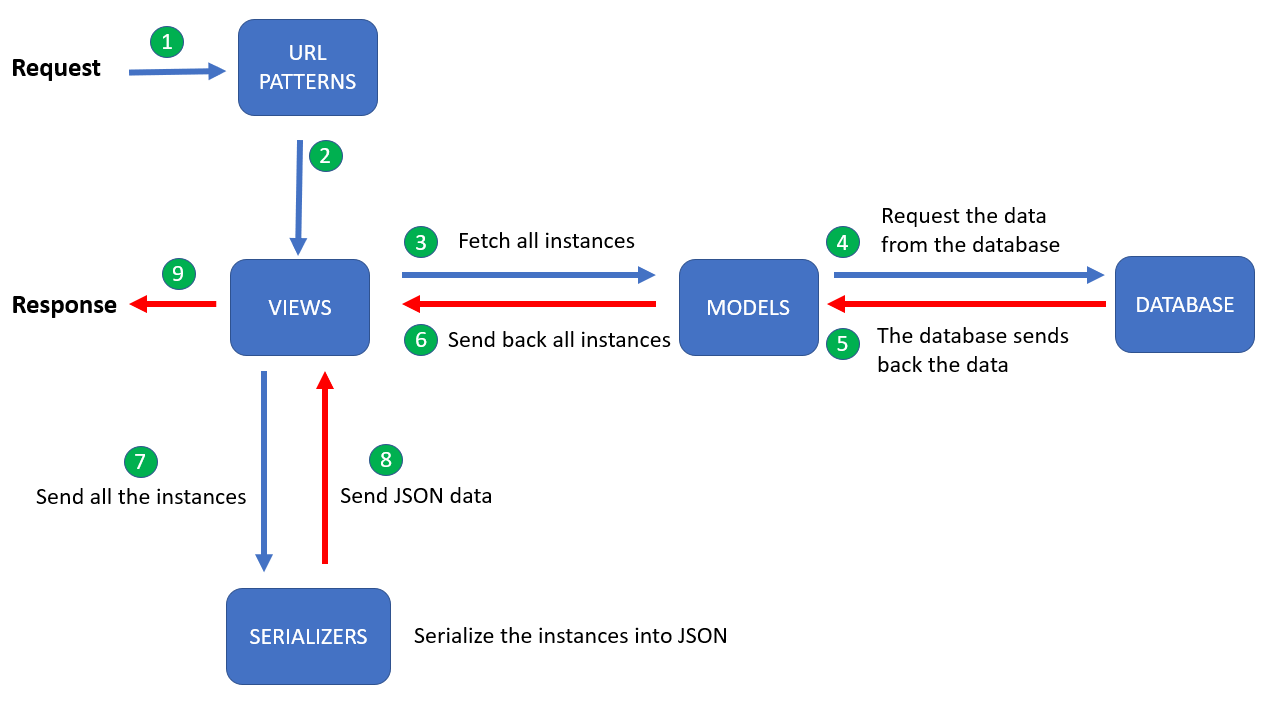 1
Request
URL
PATTERNS
2
3
Fetch all instances
4
Request the data
from the database
9
Response
VIEWS
MODELS
DATABASE
6
Send back all instances
5
The database sends
back the data
7
Send all the instances
8
Send JSON data
SERIALIZERS
Serialize the instances into JSON